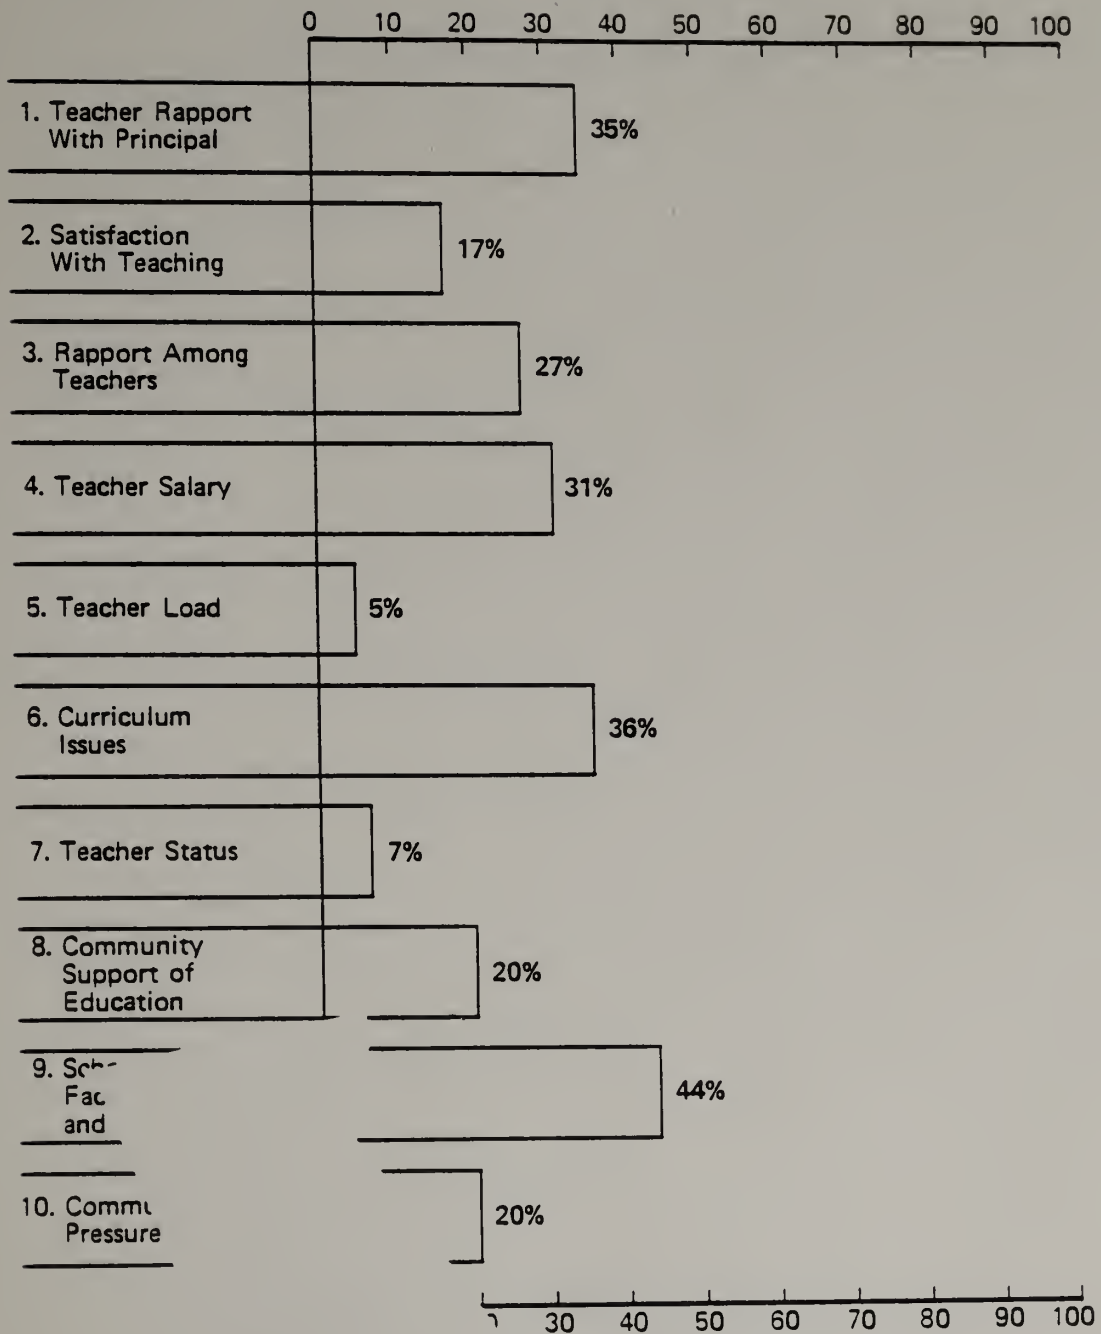 0 10 20 30 40 50 60 70 80 90 100
1. Teacher Rapport
With Principal
35%
2. Satisfaction
With Teaching
17%
3. Rapport Among
Teachers
27%
4. Teacher Salary
31%
5. Teacher Load
5%
6. Curriculum
Issues
36%
7. Teacher Status
7%
8. Community
Support of
Education
20%
9.
and
44%
10.
Pressure
20%
30 40 50 60 70 80 90 100